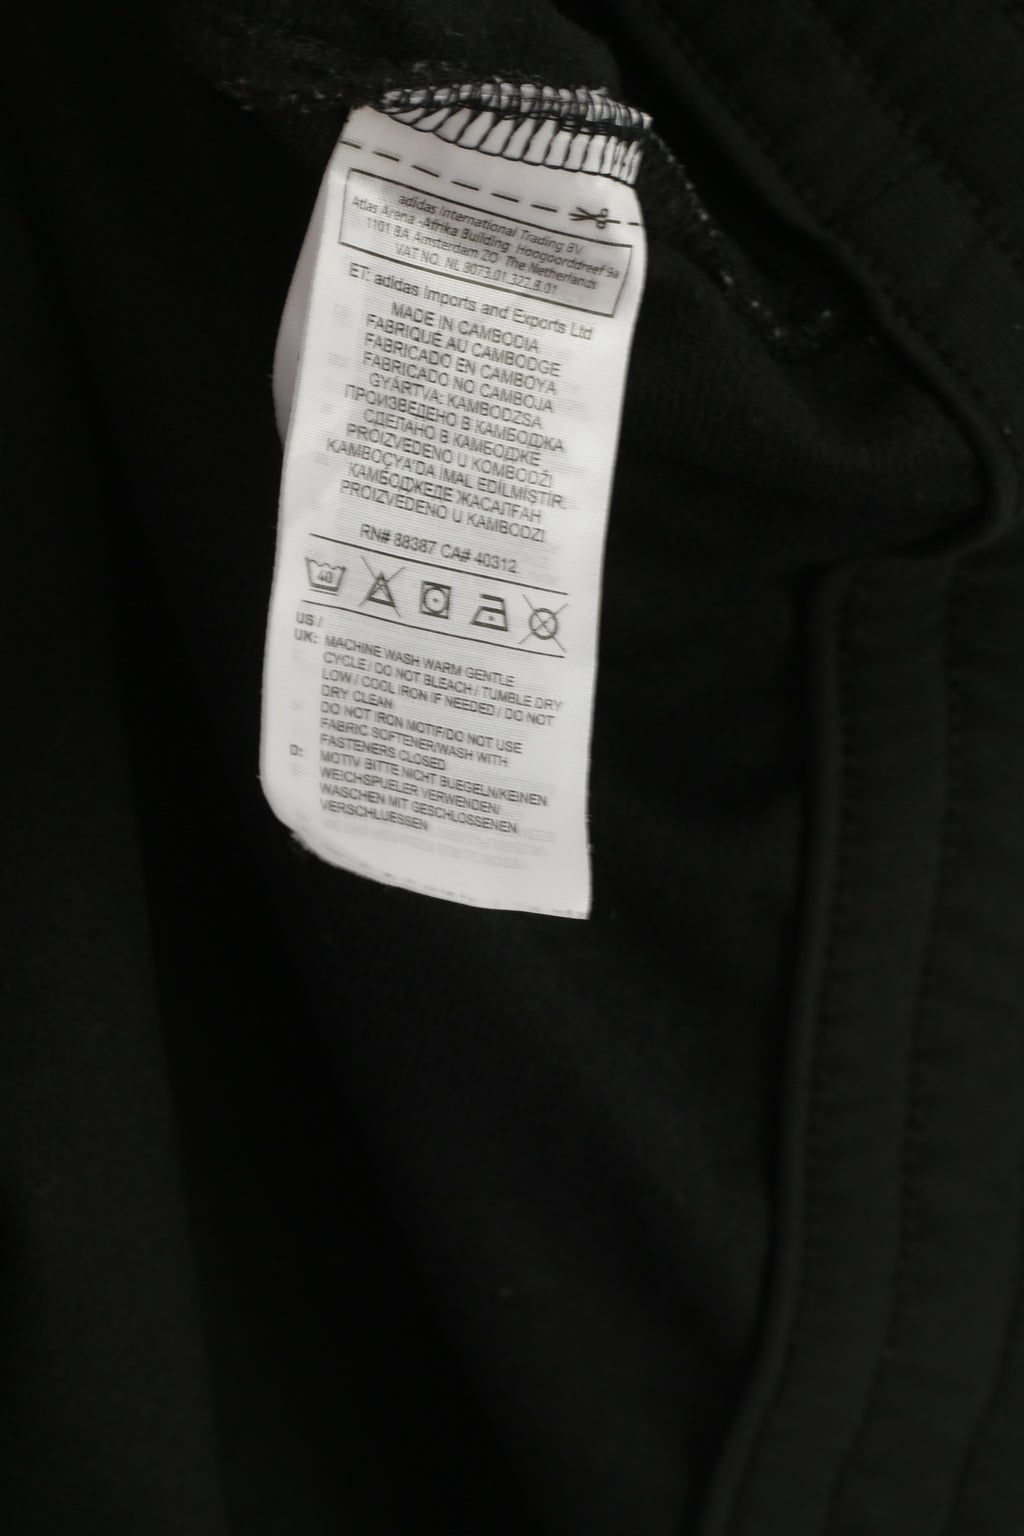 adidas International Trading BV
Atlas Arena -Afrika Building Hoogoorddreef 9a
1101 BA Amsterdam ZO The Netherlands
VAT NO. NL 8073.01.327.B.01
ET: adidas Imports and Exports Ltd
MADE IN CAMBODIA
FABRIQUÉ AU CAMBODGE
FABRICADO EN CAMBOYA
FABRICADO NO CAMBOJA
GYÁRTVA: KAMBODZSA
ПРОИЗВЕДЕНО В КАМБОДЖА
СДЕЛАНО В КАМБОДЖЕ
PROIZVEDENO U KOMBODŽI
KAMBOÇYA'DA İMAL EDİLMİŞTİR.
КАМБОДЖЕДЕ ЖАСАЛҒАН
PROIZVEDENO U KAMBODZI
RN# 88387 CA# 40312
40
US /
UK: MACHINE WASH WARM GENTLE
CYCLE / DO NOT BLEACH / TUMBLE DRY
LOW / COOL IRON IF NEEDED / DO NOT
DRY CLEAN
DO NOT IRON MOTIF/DO NOT USE
FABRIC SOFTENER/WASH WITH
FASTENERS CLOSED
D: MOTIV BITTE NICHT BUEGELN/KEINEN
WEICHSPUELER VERWENDEN/
WASCHEN MIT GESCHLOSSENEN
VERSCHLUESSEN